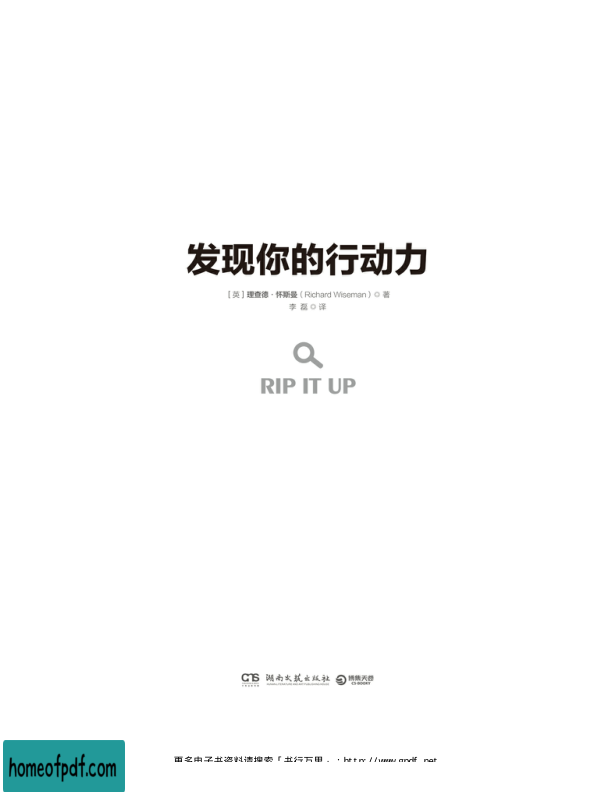 发现你的行动力
[英] 理查德·怀斯曼（Richard Wiseman）◎ 著
李 磊 ◎ 译
RIP IT UP
湖南文艺出版社 博集天卷
CS-BOOKY
homeofpdf.com
更多电子书资料请搜索「书行万里」：http://www.gpdf.net